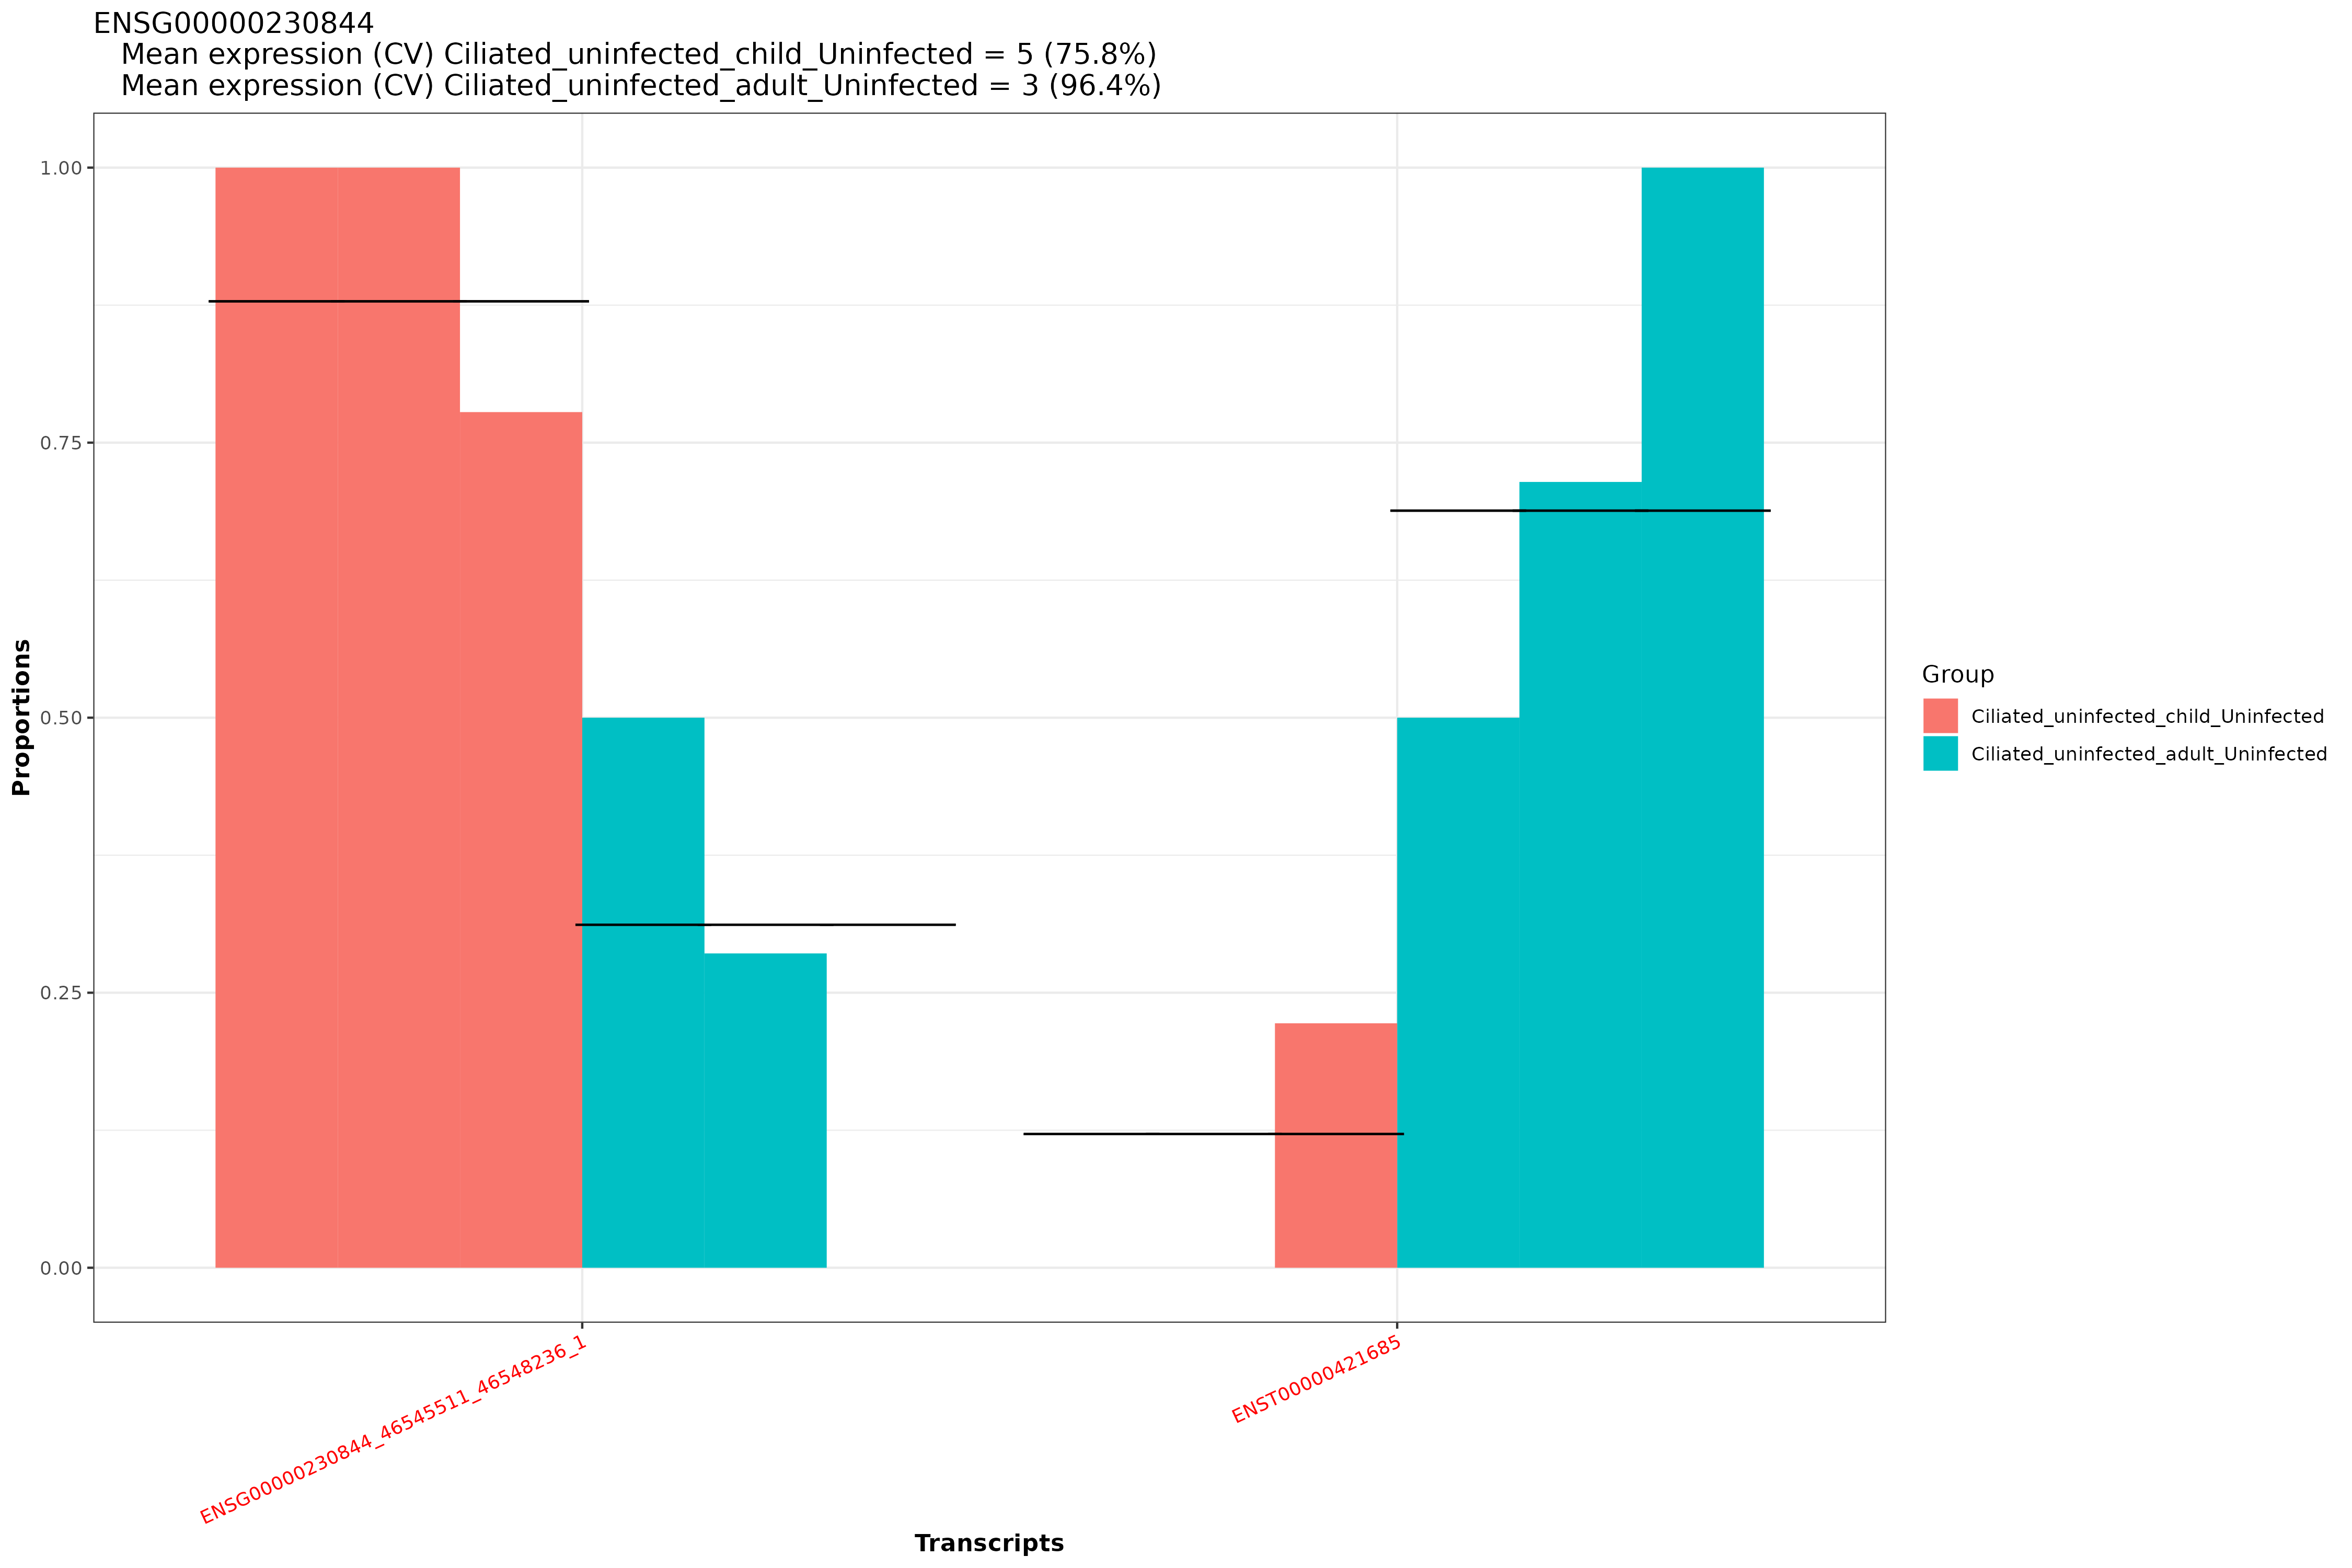 ENSG00000230844
Mean expression (CV) Ciliated_uninfected_child_Uninfected = 5 (75.8%)
Mean expression (CV) Ciliated_uninfected_adult_Uninfected = 3 (96.4%)
1.00
0.75
0.50
0.25
0.00
Proportions
ENSG00000230844_46545511_46548236_1
ENST00000421685
Transcripts
Group
Ciliated_uninfected_child_Uninfected
Ciliated_uninfected_adult_Uninfected